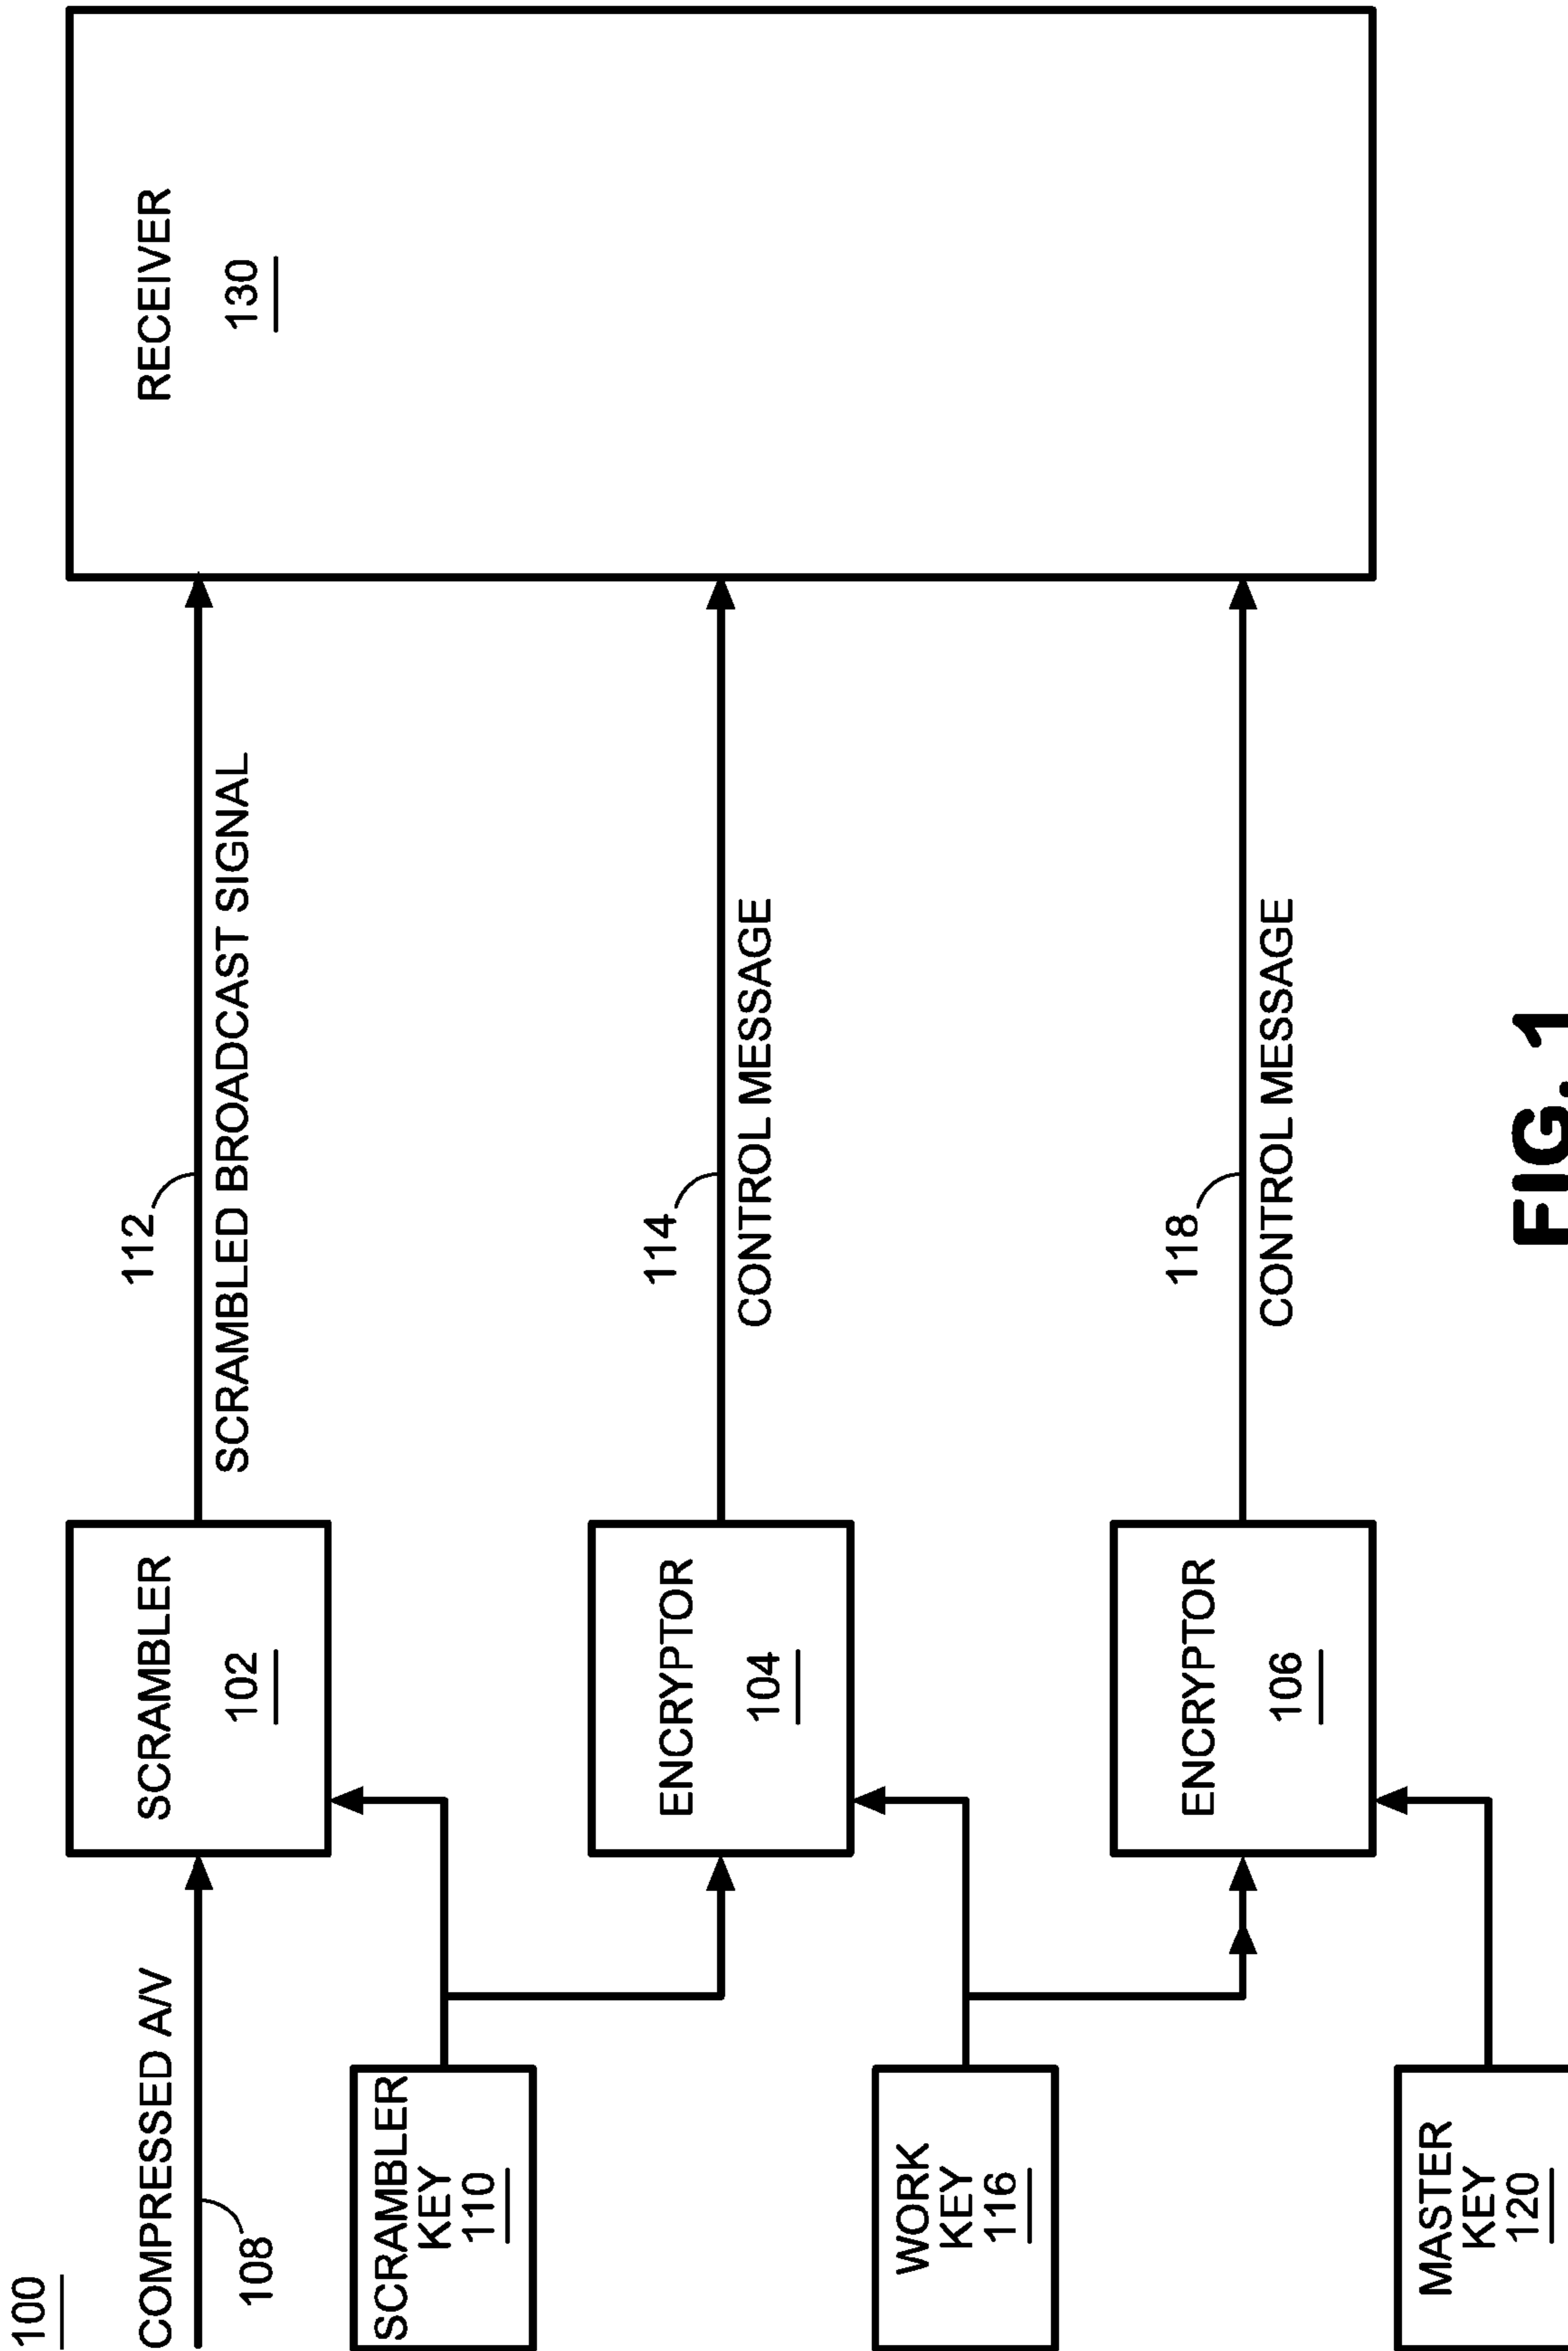 100
COMPRESSED A/V
108
SCRAMBLER
102
112
SCRAMBLED BROADCAST SIGNAL
RECEIVER
130
SCRAMBLER
KEY
110
ENCRYPTOR
104
114
CONTROL MESSAGE
WORK
KEY
116
ENCRYPTOR
106
118
CONTROL MESSAGE
MASTER
KEY
120
FIG. 1